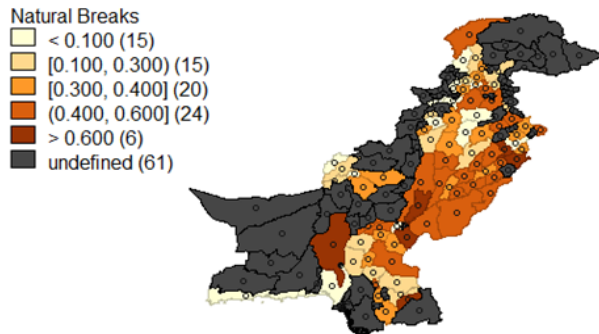 Natural Breaks
< 0.100 (15)
[0.100, 0.300) (15)
[0.300, 0.400] (20)
(0.400, 0.600] (24)
> 0.600 (6)
undefined (61)